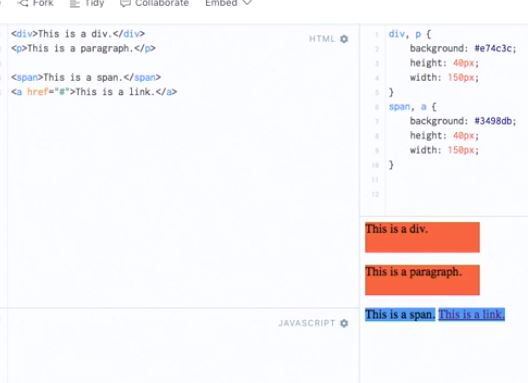 Fork Tidy Collaborate Embed
<div>This is a div.</div>
<p>This is a paragraph.</p>
<span>This is a span.</span>
<a href="#">This is a link.</a>
HTML
1 div, p {
2 background: #e74c3c;
3 height: 40px;
4 width: 150px;
5 }
6 span, a {
7 background: #3498db;
8 height: 40px;
9 width: 150px;
10 }
11
12
This is a div.
This is a paragraph.
This is a span. This is a link.
JAVASCRIPT